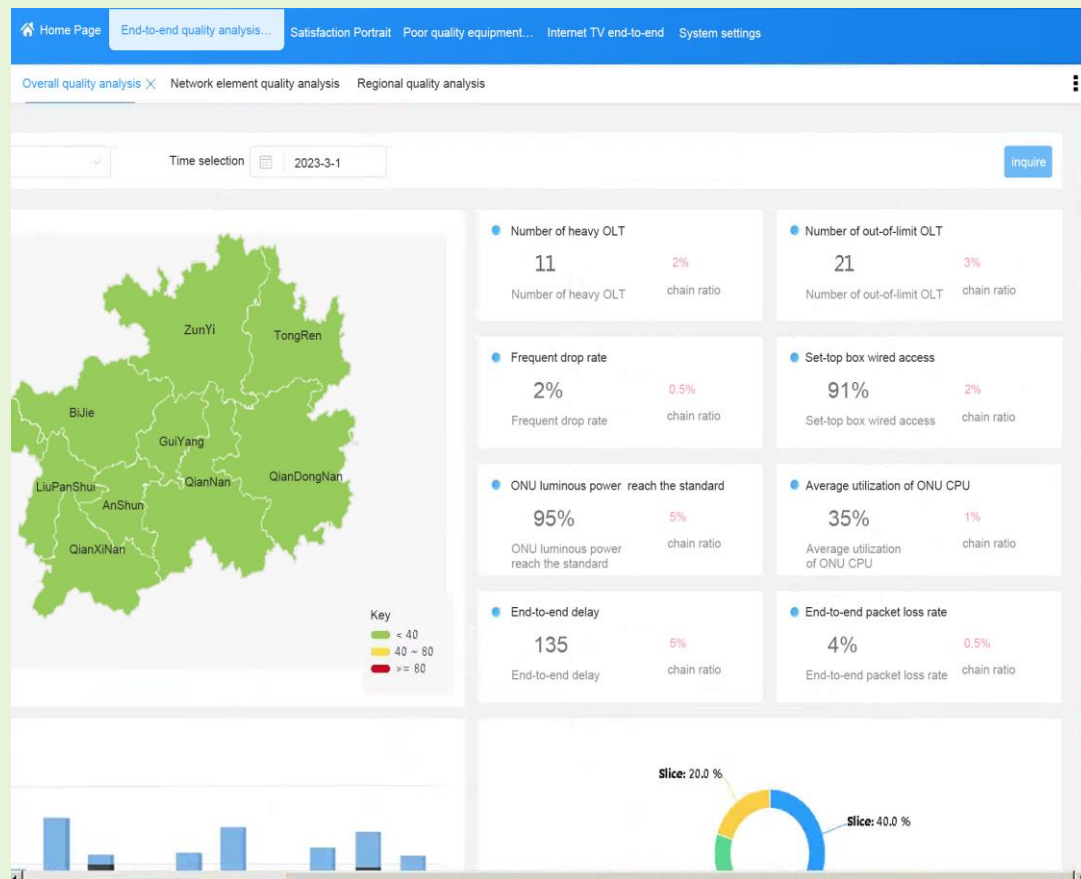 Home Page End-to-end quality analysis... Satisfaction Portrait Poor quality equipment... Internet TV end-to-end System settings
Overall quality analysis Network element quality analysis Regional quality analysis
Time selection 2023-3-1 inquire
ZunYi
TongRen
BiJie
GuiYang
LiuPanShui
QianNan
QianDongNan
AnShun
QianXiNan
Key
< 40
40 ~ 80
>= 80
Number of heavy OLT
11 2%
Number of heavy OLT chain ratio
Number of out-of-limit OLT
21 3%
Number of out-of-limit OLT chain ratio
Frequent drop rate
2% 0.5%
Frequent drop rate chain ratio
Set-top box wired access
91% 2%
Set-top box wired access chain ratio
ONU luminous power reach the standard
95% 5%
ONU luminous power chain ratio
reach the standard
Average utilization of ONU CPU
35% 1%
Average utilization chain ratio
of ONU CPU
End-to-end delay
135 5%
End-to-end delay chain ratio
End-to-end packet loss rate
4% 0.5%
End-to-end packet loss rate chain ratio
Slice: 20.0 %
Slice: 40.0 %